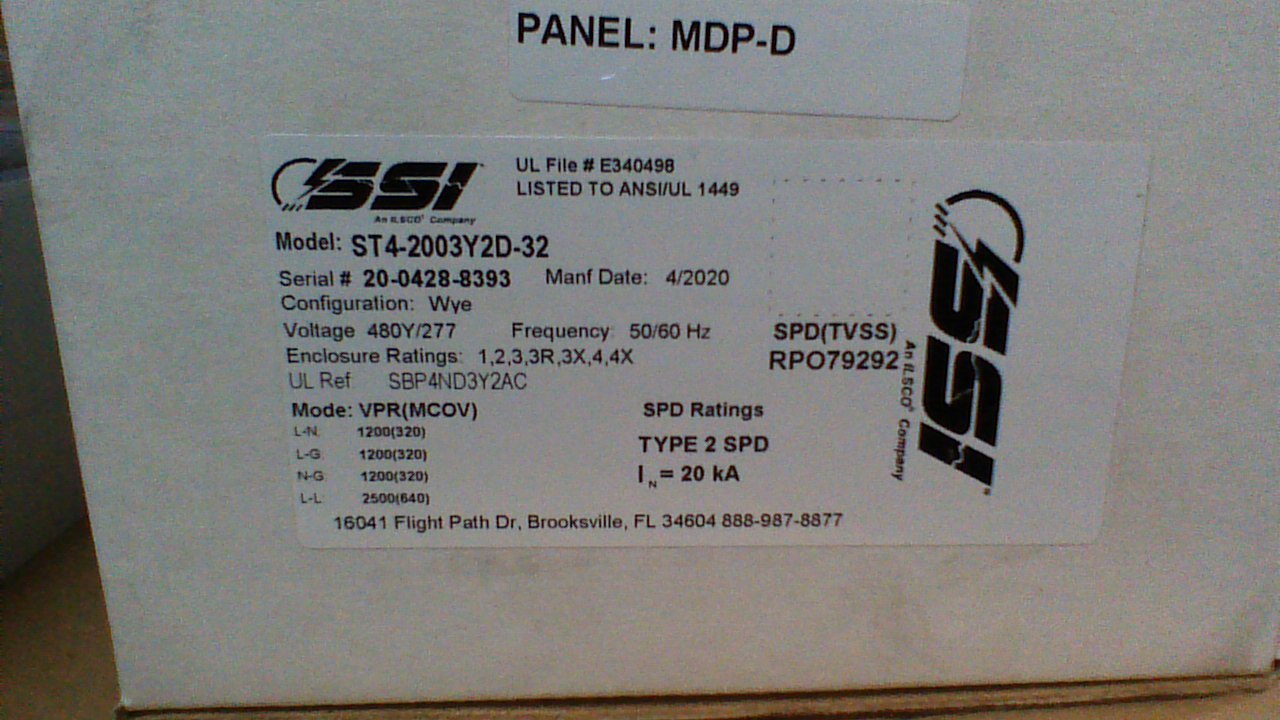 PANEL: MDP-D
SSI
An ILSCO Company
UL File # E340498
LISTED TO ANSI/UL 1449
Model: ST4-2003Y2D-32
Serial # 20-0428-8393 Manf Date: 4/2020
Configuration: Wye
Voltage 480Y/277 Frequency: 50/60 Hz
Enclosure Ratings: 1,2,3,3R,3X,4,4X
UL Ref: SBP4ND3Y2AC
SPD(TVSS)
RPO79292
Mode: VPR(MCOV)
L-N: 1200(320)
L-G: 1200(320)
N-G: 1200(320)
L-L: 2500(640)
SPD Ratings
TYPE 2 SPD
IN = 20 kA
16041 Flight Path Dr, Brooksville, FL 34604 888-987-8877
SSI®
An ILSCO® Company